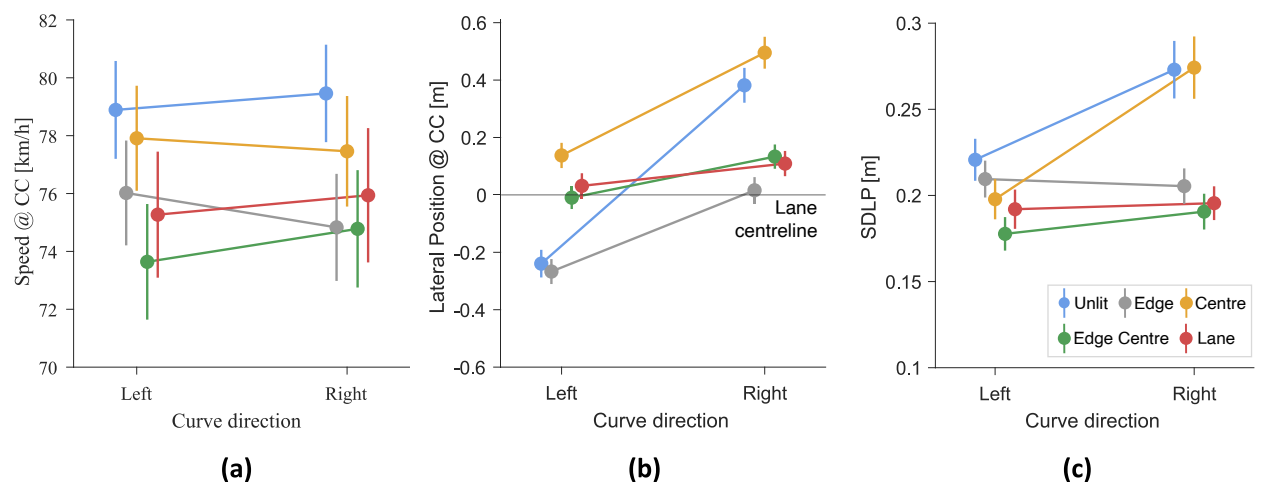 82
80
78
76
74
72
70
Speed @ CC [km/h]
Left
Right
Curve direction
(a)
0.6
0.4
0.2
0
-0.2
-0.4
-0.6
Lateral Position @ CC [m]
Lane
centreline
Left
Right
Curve direction
(b)
0.3
0.25
0.2
0.15
0.1
SDLP [m]
Unlit Edge Centre
Edge Centre Lane
Left
Right
Curve direction
(c)